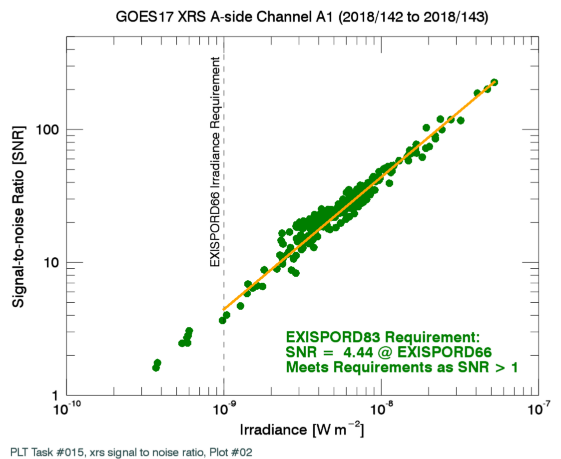 GOES17 XRS A-side Channel A1 (2018/142 to 2018/143)
Signal-to-noise Ratio [SNR]
100
10
1
EXISPORD66 Irradiance Requirement
EXISPORD83 Requirement:
SNR = 4.44 @ EXISPORD66
Meets Requirements as SNR > 1
10⁻¹⁰ 10⁻⁹ 10⁻⁸ 10⁻⁷
Irradiance [W m⁻²]
PLT Task #015, xrs signal to noise ratio, Plot #02